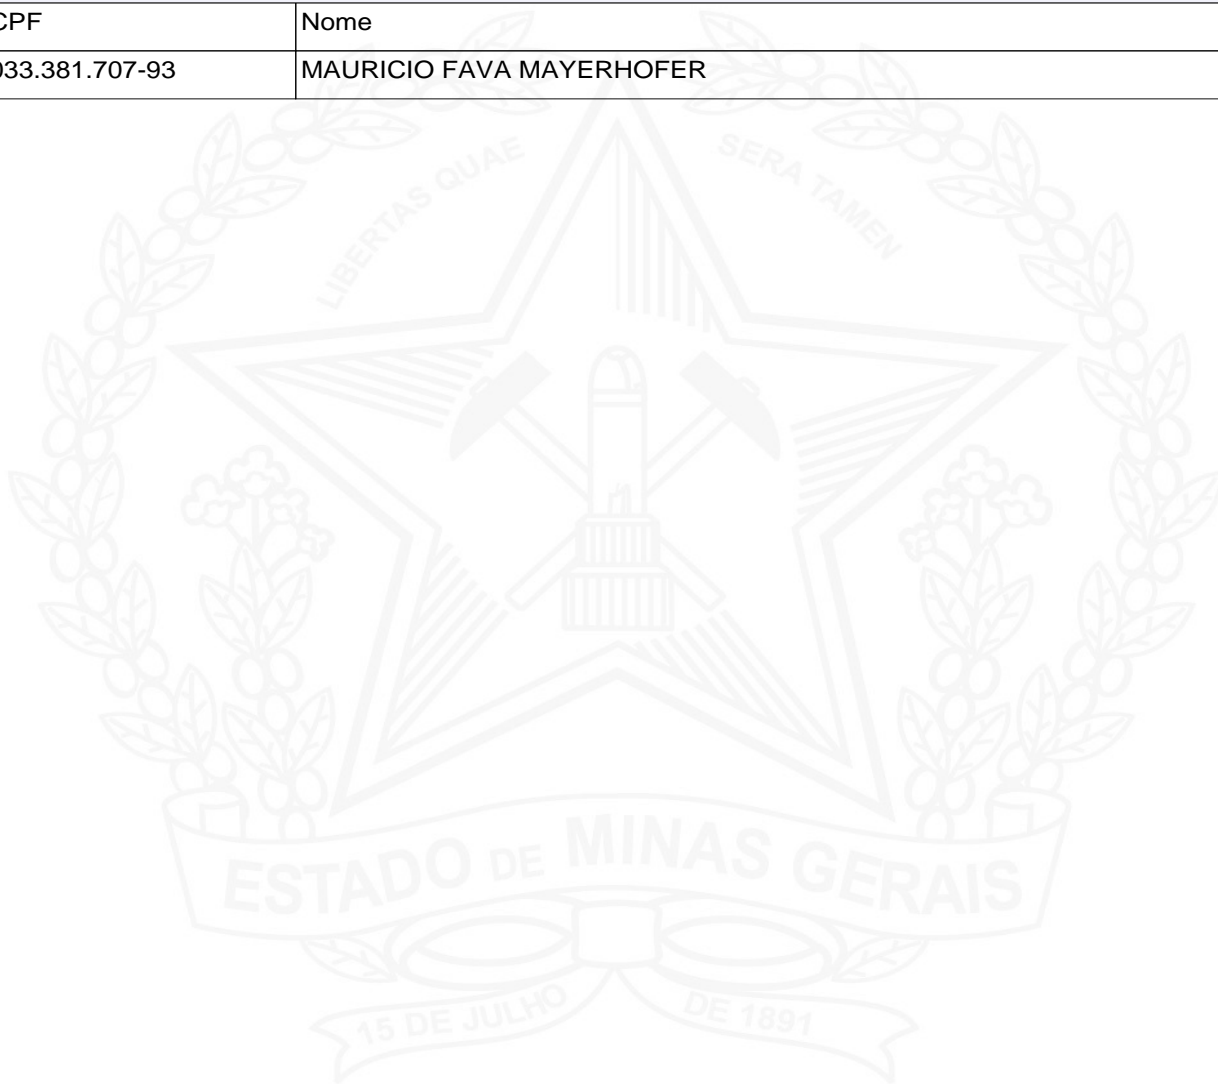 CPF Nome
033.381.707-93 MAURICIO FAVA MAYERHOFER
LIBERTAS QUAE SERA TAMEN
ESTADO DE MINAS GERAIS
15 DE JULHO DE 1891